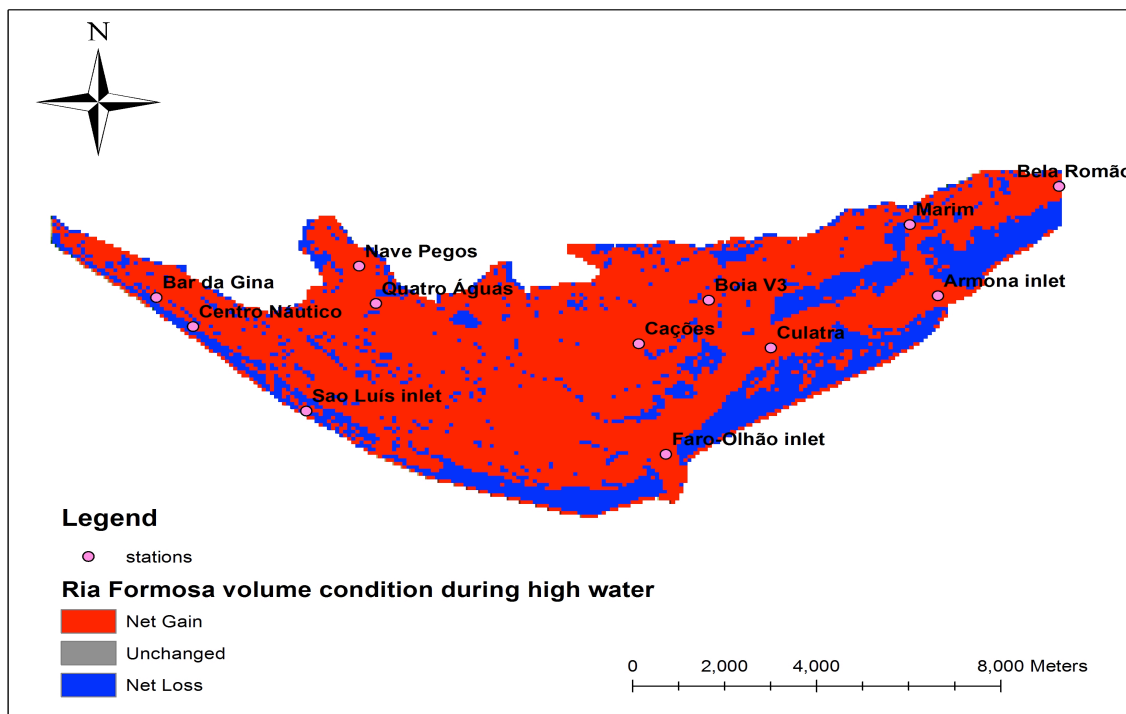 N
Bela Romão
Marim
Nave Pegos
Bar da Gina
Quatro Águas
Armona inlet
Boia V3
Centro Náutico
Cações
Culatra
Sao Luís inlet
Faro-Olhão inlet
Legend
stations
Ria Formosa volume condition during high water
Net Gain
Unchanged
Net Loss
0 2,000 4,000 8,000 Meters